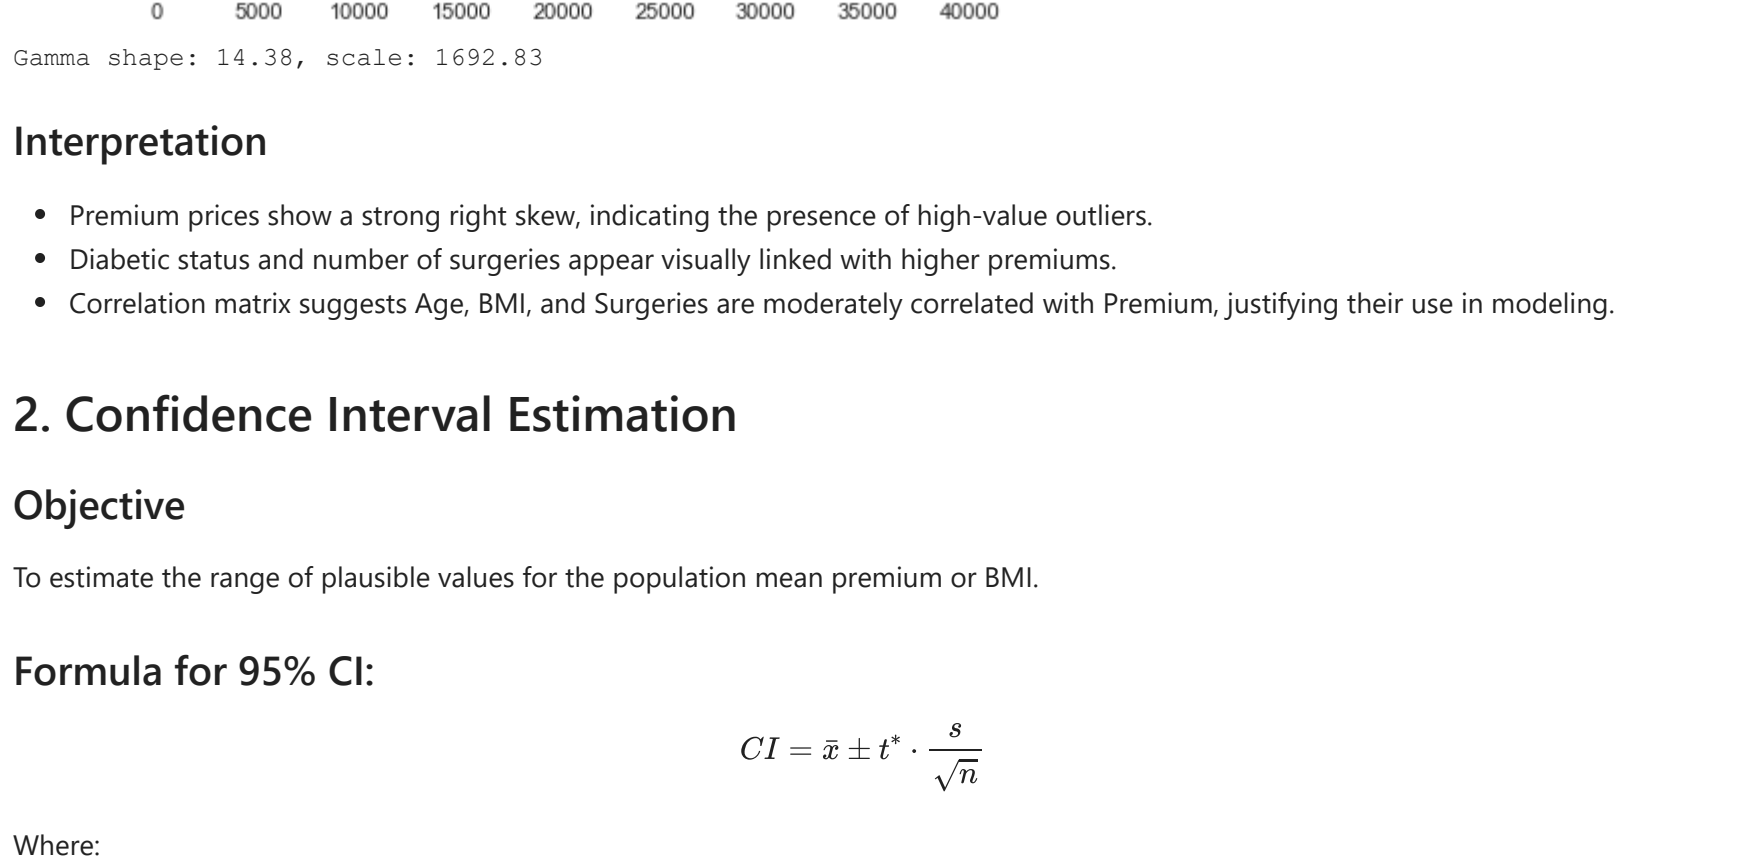 0 5000 10000 15000 20000 25000 30000 35000 40000
Gamma shape: 14.38, scale: 1692.83
Interpretation
• Premium prices show a strong right skew, indicating the presence of high-value outliers.
• Diabetic status and number of surgeries appear visually linked with higher premiums.
• Correlation matrix suggests Age, BMI, and Surgeries are moderately correlated with Premium, justifying their use in modeling.
2. Confidence Interval Estimation
Objective
To estimate the range of plausible values for the population mean premium or BMI.
Formula for 95% CI:
CI = x̄ ± t* · s/√n
Where: